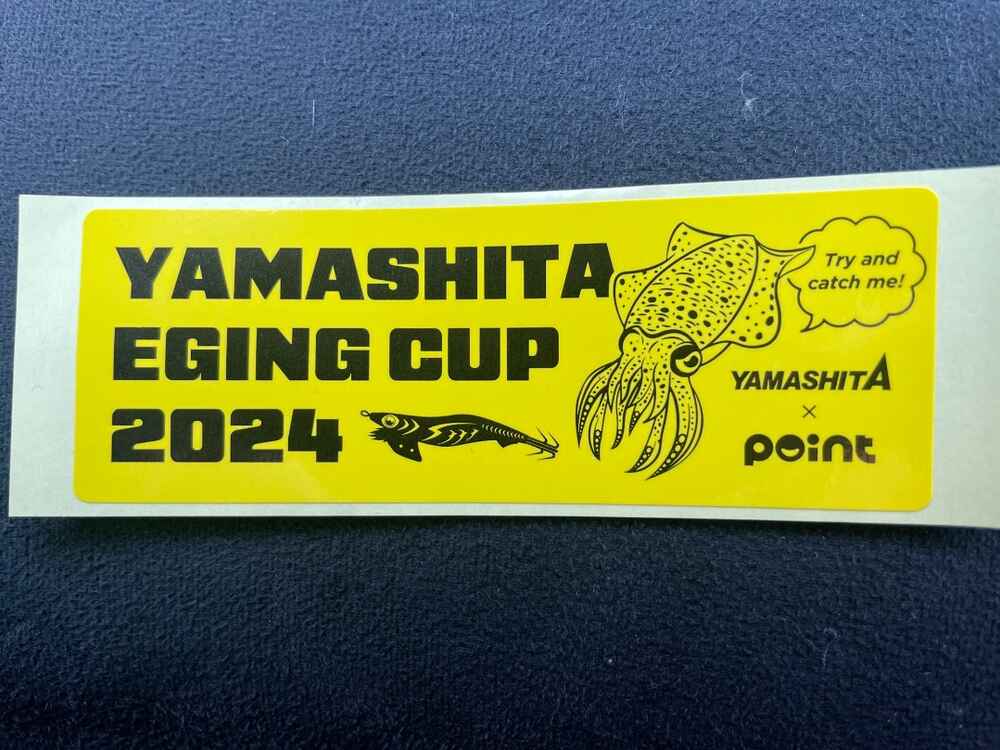 YAMASHITA
EGING CUP
2024
Try and
catch me!
YAMASHITA
×
point